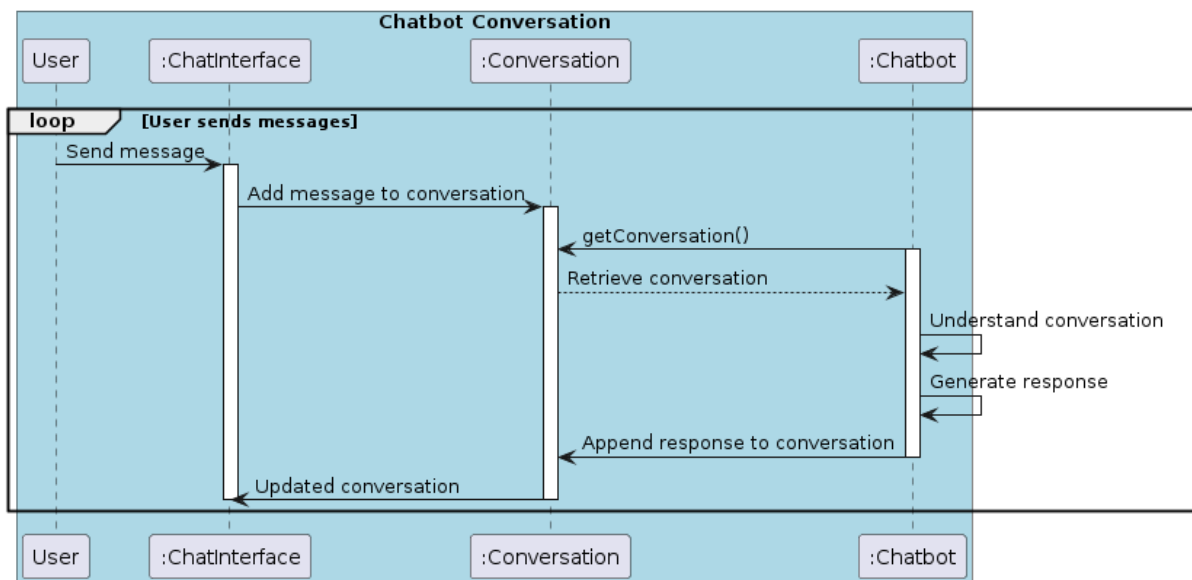 Chatbot Conversation
User :ChatInterface :Conversation :Chatbot
loop [User sends messages]
Send message
Add message to conversation
getConversation()
Retrieve conversation
Understand conversation
Generate response
Append response to conversation
Updated conversation
User :ChatInterface :Conversation :Chatbot